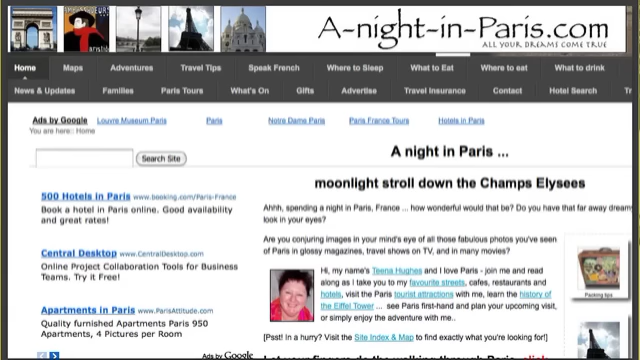 A-night-in-Paris.com
ALL YOUR DREAMS COME TRUE
Home Maps Adventures Travel Tips Speak French Where to Sleep What to Eat Where to eat What to drink
News & Updates Families Paris Tours What's On Gifts Advertise Travel Insurance Contact Hotel Search Tr
Ads by Google Louvre Museum Paris Paris Notre Dame Paris Paris France Tours Hotels in Paris
You are here: Home
Search Site
A night in Paris ...
moonlight stroll down the Champs Elysees
500 Hotels in Paris www.booking.com/Paris-France
Book a hotel in Paris online. Good availability
and great rates!
Central Desktop www.CentralDesktop.com
Online Project Collaboration Tools for Business
Teams. Try it Free!
Apartments in Paris www.ParisAttitude.com
Quality furnished Apartments Paris 950
Apartments, 4 Pictures per Room
Ads by Google
Ahhh, spending a night in Paris, France ... how wonderful would that be? Do you have that far away dreamy
look in your eyes?
Are you conjuring images in your mind's eye of all those fabulous photos you've seen
of Paris in glossy magazines, travel shows on TV, and in many movies?
Hi, my name's Teena Hughes and I love Paris - join me and read
along as I take you to my favourite streets, cafes, restaurants and
hotels, visit the Paris tourist attractions with me, learn the history of
the Eiffel Tower ... see Paris first-hand and plan your upcoming visit,
or simply enjoy the adventure with me..
[Psst! In a hurry? Visit the Site Index & Map to find exactly what you're looking for!]
Packing tips